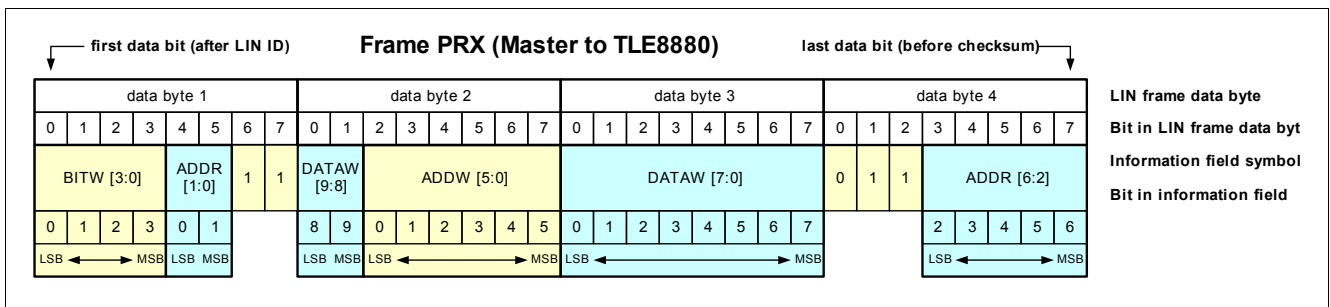 first data bit (after LIN ID) Frame PRX (Master to TLE8880) last data bit (before checksum)
data byte 1 data byte 2 data byte 3 data byte 4 LIN frame data byte
0 1 2 3 4 5 6 7 0 1 2 3 4 5 6 7 0 1 2 3 4 5 6 7 0 1 2 3 4 5 6 7 Bit in LIN frame data byt
BITW [3:0] ADDR [1:0] 1 1 DATAW [9:8] ADDW [5:0] DATAW [7:0] 0 1 1 ADDR [6:2] Information field symbol
Bit in information field
0 1 2 3 0 1 8 9 0 1 2 3 4 5 0 1 2 3 4 5 6 7 2 3 4 5 6
LSB MSB LSB MSB LSB MSB LSB MSB LSB MSB LSB MSB